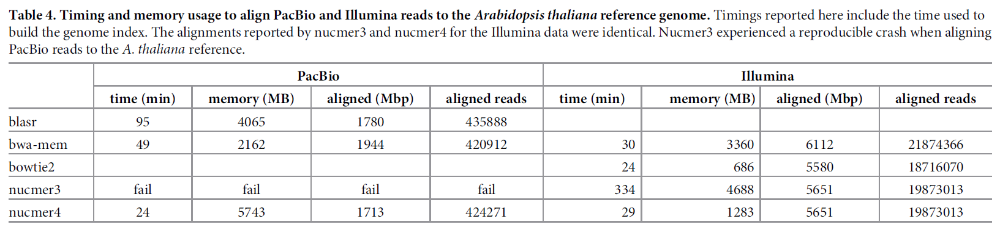 Table 4. Timing and memory usage to align PacBio and Illumina reads to the Arabidopsis thaliana reference genome. Timings reported here include the time used to
build the genome index. The alignments reported by nucmer3 and nucmer4 for the Illumina data were identical. Nucmer3 experienced a reproducible crash when aligning
PacBio reads to the A. thaliana reference.
PacBio Illumina
time (min) memory (MB) aligned (Mbp) aligned reads time (min) memory (MB) aligned (Mbp) aligned reads
blasr 95 4065 1780 435888
bwa-mem 49 2162 1944 420912 30 3360 6112 21874366
bowtie2 24 686 5580 18716070
nucmer3 fail fail fail fail 334 4688 5651 19873013
nucmer4 24 5743 1713 424271 29 1283 5651 19873013